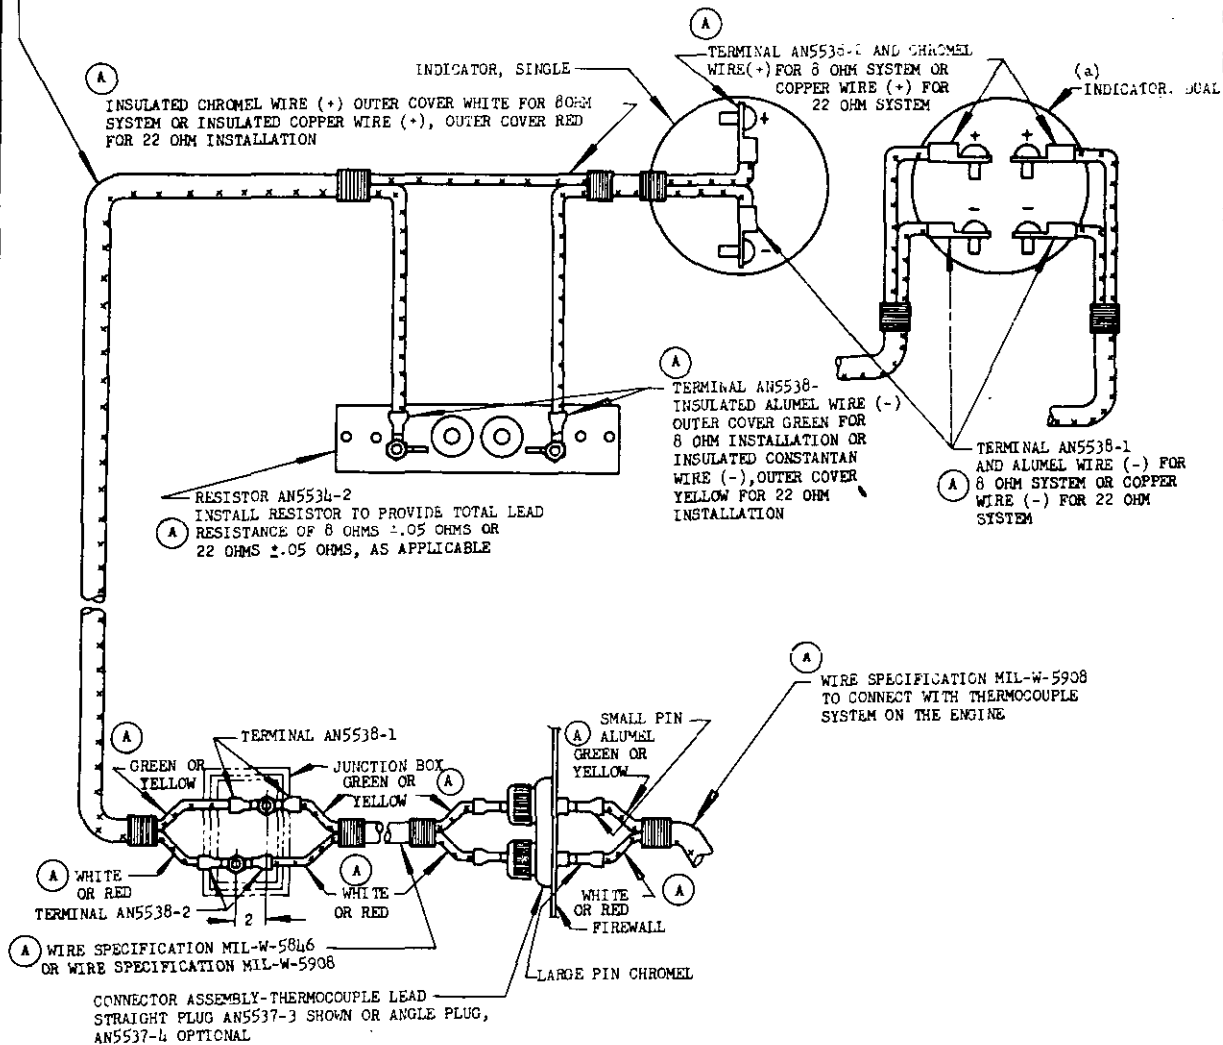 A
INSULATED CHROMEL WIRE (+) OUTER COVER WHITE FOR 8OHM
SYSTEM OR INSULATED COPPER WIRE (+), OUTER COVER RED
FOR 22 OHM INSTALLATION
INDICATOR, SINGLE
A
TERMINAL AN5538-2 AND CHROMEL
WIRE(+) FOR 8 OHM SYSTEM OR
COPPER WIRE (+) FOR
22 OHM SYSTEM
(a)
INDICATOR, DUAL
+
-
+ +
- -
A
TERMINAL AN5538-
INSULATED ALUMEL WIRE (-)
OUTER COVER GREEN FOR
8 OHM INSTALLATION OR
INSULATED CONSTANTAN
WIRE (-),OUTER COVER
YELLOW FOR 22 OHM
INSTALLATION
TERMINAL AN5538-1
AND ALUMEL WIRE (-) FOR
A 8 OHM SYSTEM OR COPPER
WIRE (-) FOR 22 OHM
SYSTEM
RESISTOR AN5534-2
INSTALL RESISTOR TO PROVIDE TOTAL LEAD
A RESISTANCE OF 8 OHMS ±.05 OHMS OR
22 OHMS ±.05 OHMS, AS APPLICABLE
A
WIRE SPECIFICATION MIL-W-5908
TO CONNECT WITH THERMOCOUPLE
SYSTEM ON THE ENGINE
A
GREEN OR
YELLOW
TERMINAL AN5538-1
JUNCTION BOX
GREEN OR
YELLOW
A
SMALL PIN
A ALUMEL
GREEN OR
YELLOW
A WHITE
OR RED
TERMINAL AN5538-2
2
A
WHITE
OR RED
WHITE
OR RED
A
FIREWALL
A WIRE SPECIFICATION MIL-W-5846
OR WIRE SPECIFICATION MIL-W-5908
LARGE PIN CHROMEL
CONNECTOR ASSEMBLY-THERMOCOUPLE LEAD
STRAIGHT PLUG AN5537-3 SHOWN OR ANGLE PLUG,
AN5537-4 OPTIONAL